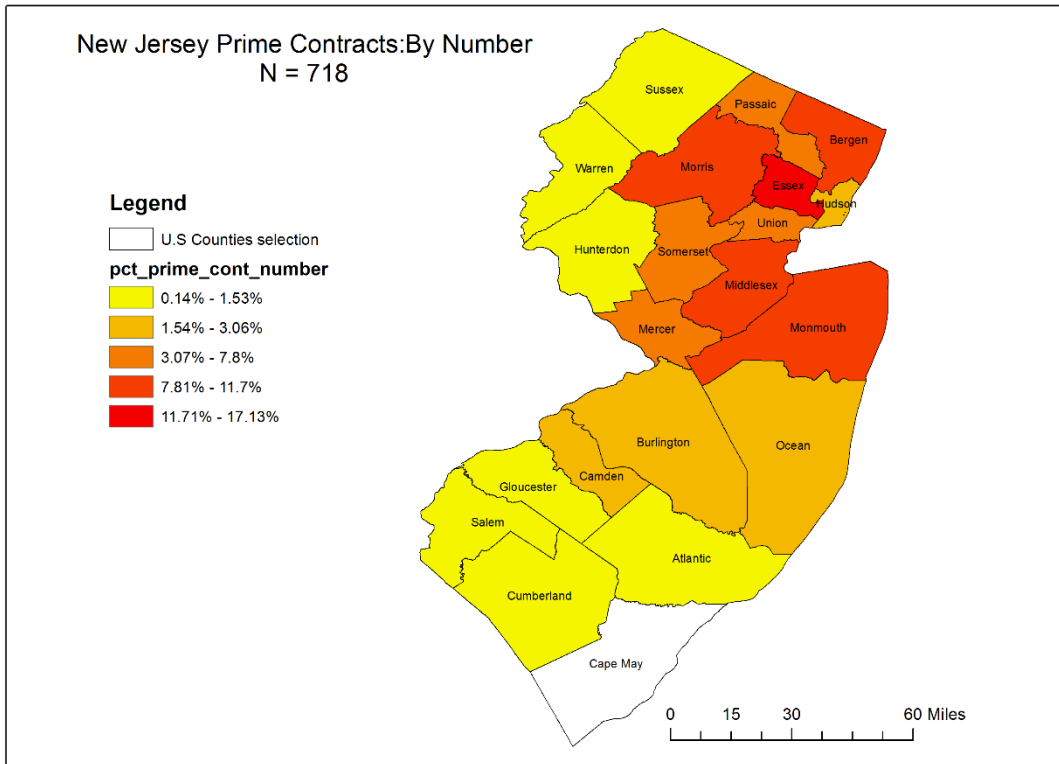 New Jersey Prime Contracts:By Number
N = 718
Sussex
Passaic
Bergen
Warren
Morris
Essex
Hudson
Legend
U.S Counties selection
pct_prime_cont_number
0.14% - 1.53%
1.54% - 3.06%
3.07% - 7.8%
7.81% - 11.7%
11.71% - 17.13%
Union
Hunterdon
Somerset
Middlesex
Mercer
Monmouth
Burlington
Ocean
Camden
Gloucester
Salem
Atlantic
Cumberland
Cape May
0 15 30 60 Miles